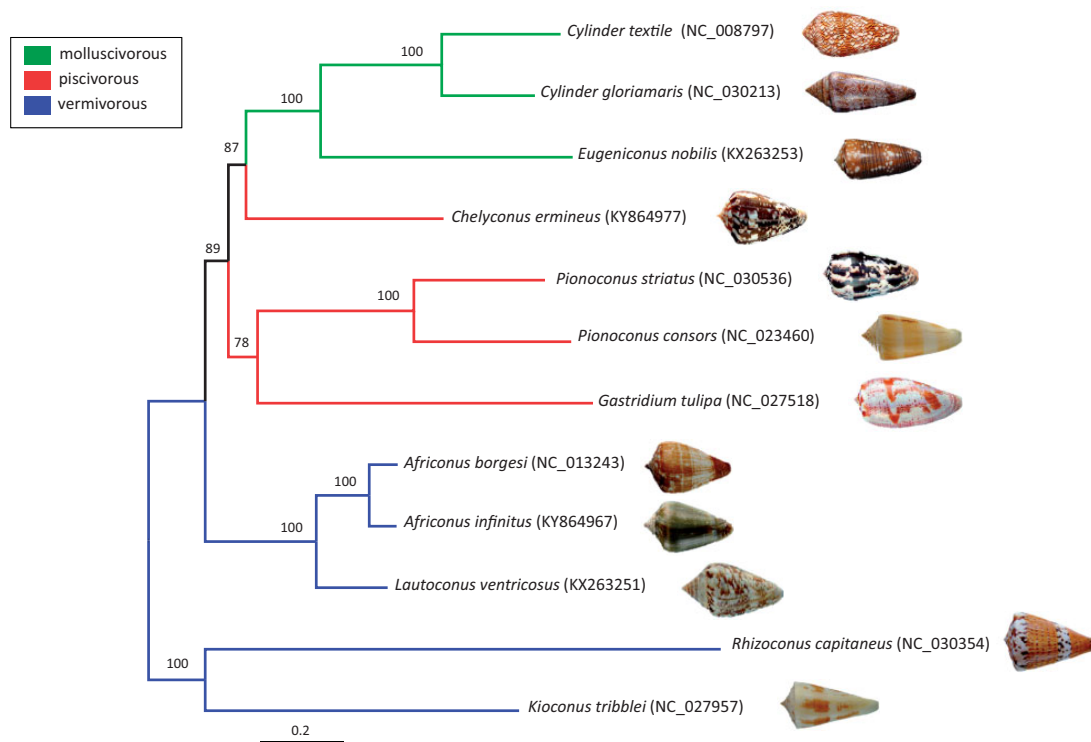 molluscivorous
piscivorous
vermivorous
100
Cylinder textile (NC_008797)
100
Cylinder gloriamaris (NC_030213)
87
Eugeniconus nobilis (KX263253)
Chelyconus ermineus (KY864977)
89
Pionoconus striatus (NC_030536)
100
78
Pionoconus consors (NC_023460)
Gastridium tulipa (NC_027518)
Africonus borgesi (NC_013243)
100
Africonus infinitus (KY864967)
100
Lautoconus ventricosus (KX263251)
Rhizoconus capitaneus (NC_030354)
100
Kioconus tribblei (NC_027957)
0.2